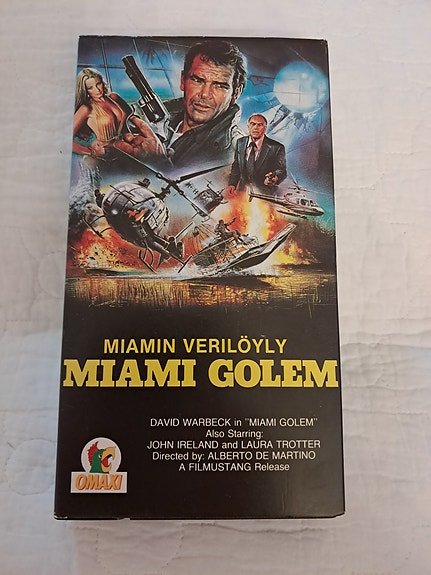 MIAMIN VERILÖYLY
MIAMI GOLEM
DAVID WARBECK in "MIAMI GOLEM"
Also Starring:
JOHN IRELAND and LAURA TROTTER
Directed by: ALBERTO DE MARTINO
A FILMUSTANG Release
OMAXI